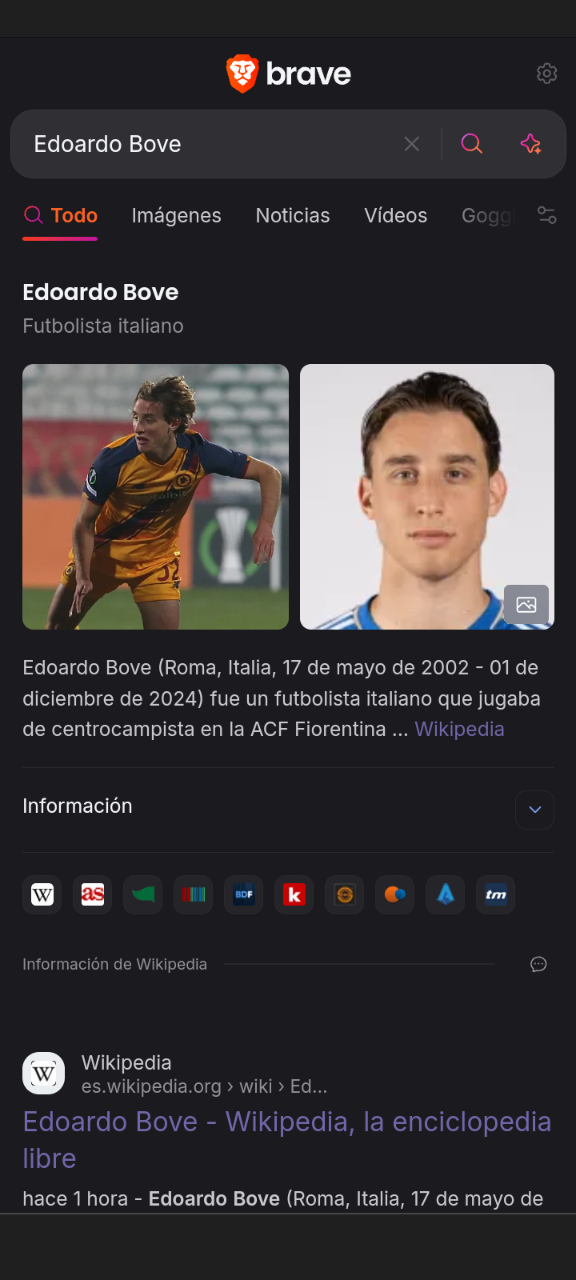 brave
Edoardo Bove
Todo Imágenes Noticias Vídeos Gogg
Edoardo Bove
Futbolista italiano
32
Edoardo Bove (Roma, Italia, 17 de mayo de 2002 - 01 de
diciembre de 2024) fue un futbolista italiano que jugaba
de centrocampista en la ACF Fiorentina ... Wikipedia
Información
W as BDF k tm
Información de Wikipedia
W
Wikipedia
es.wikipedia.org › wiki › Ed...
Edoardo Bove - Wikipedia, la enciclopedia
libre
hace 1 hora - Edoardo Bove (Roma, Italia, 17 de mayo de